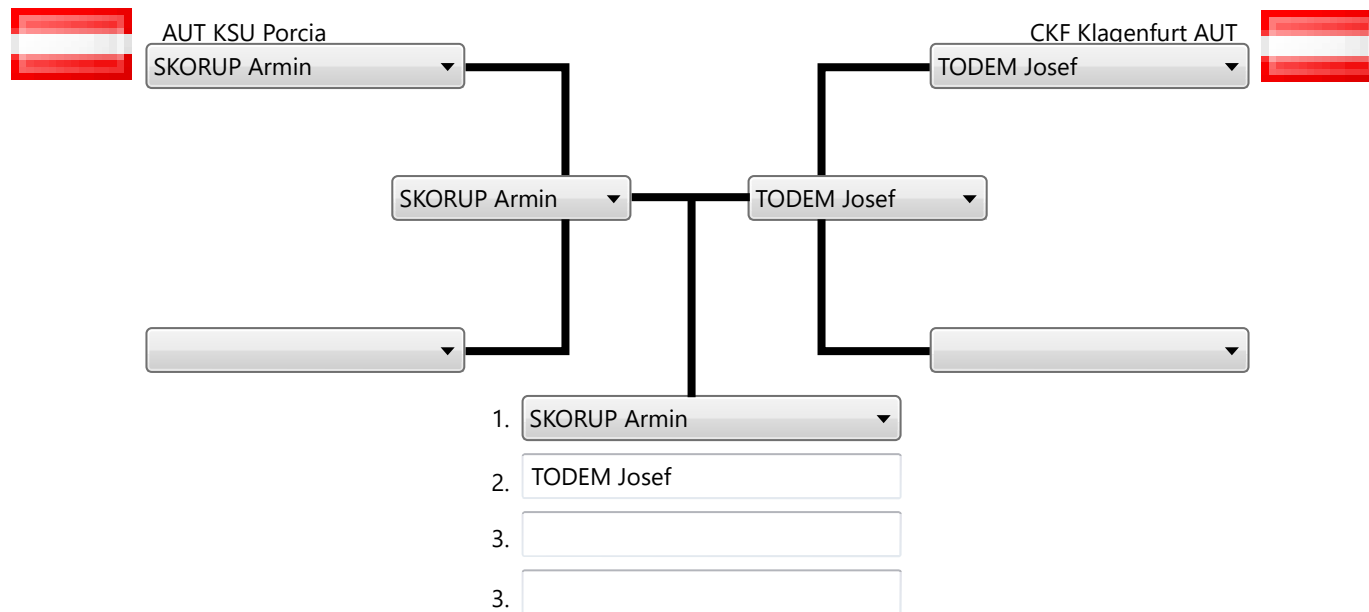 AUT KSU Porcia
CKF Klagenfurt AUT
SKORUP Armin
TODEM Josef
SKORUP Armin
TODEM Josef
1. SKORUP Armin
2. TODEM Josef
3.
3.